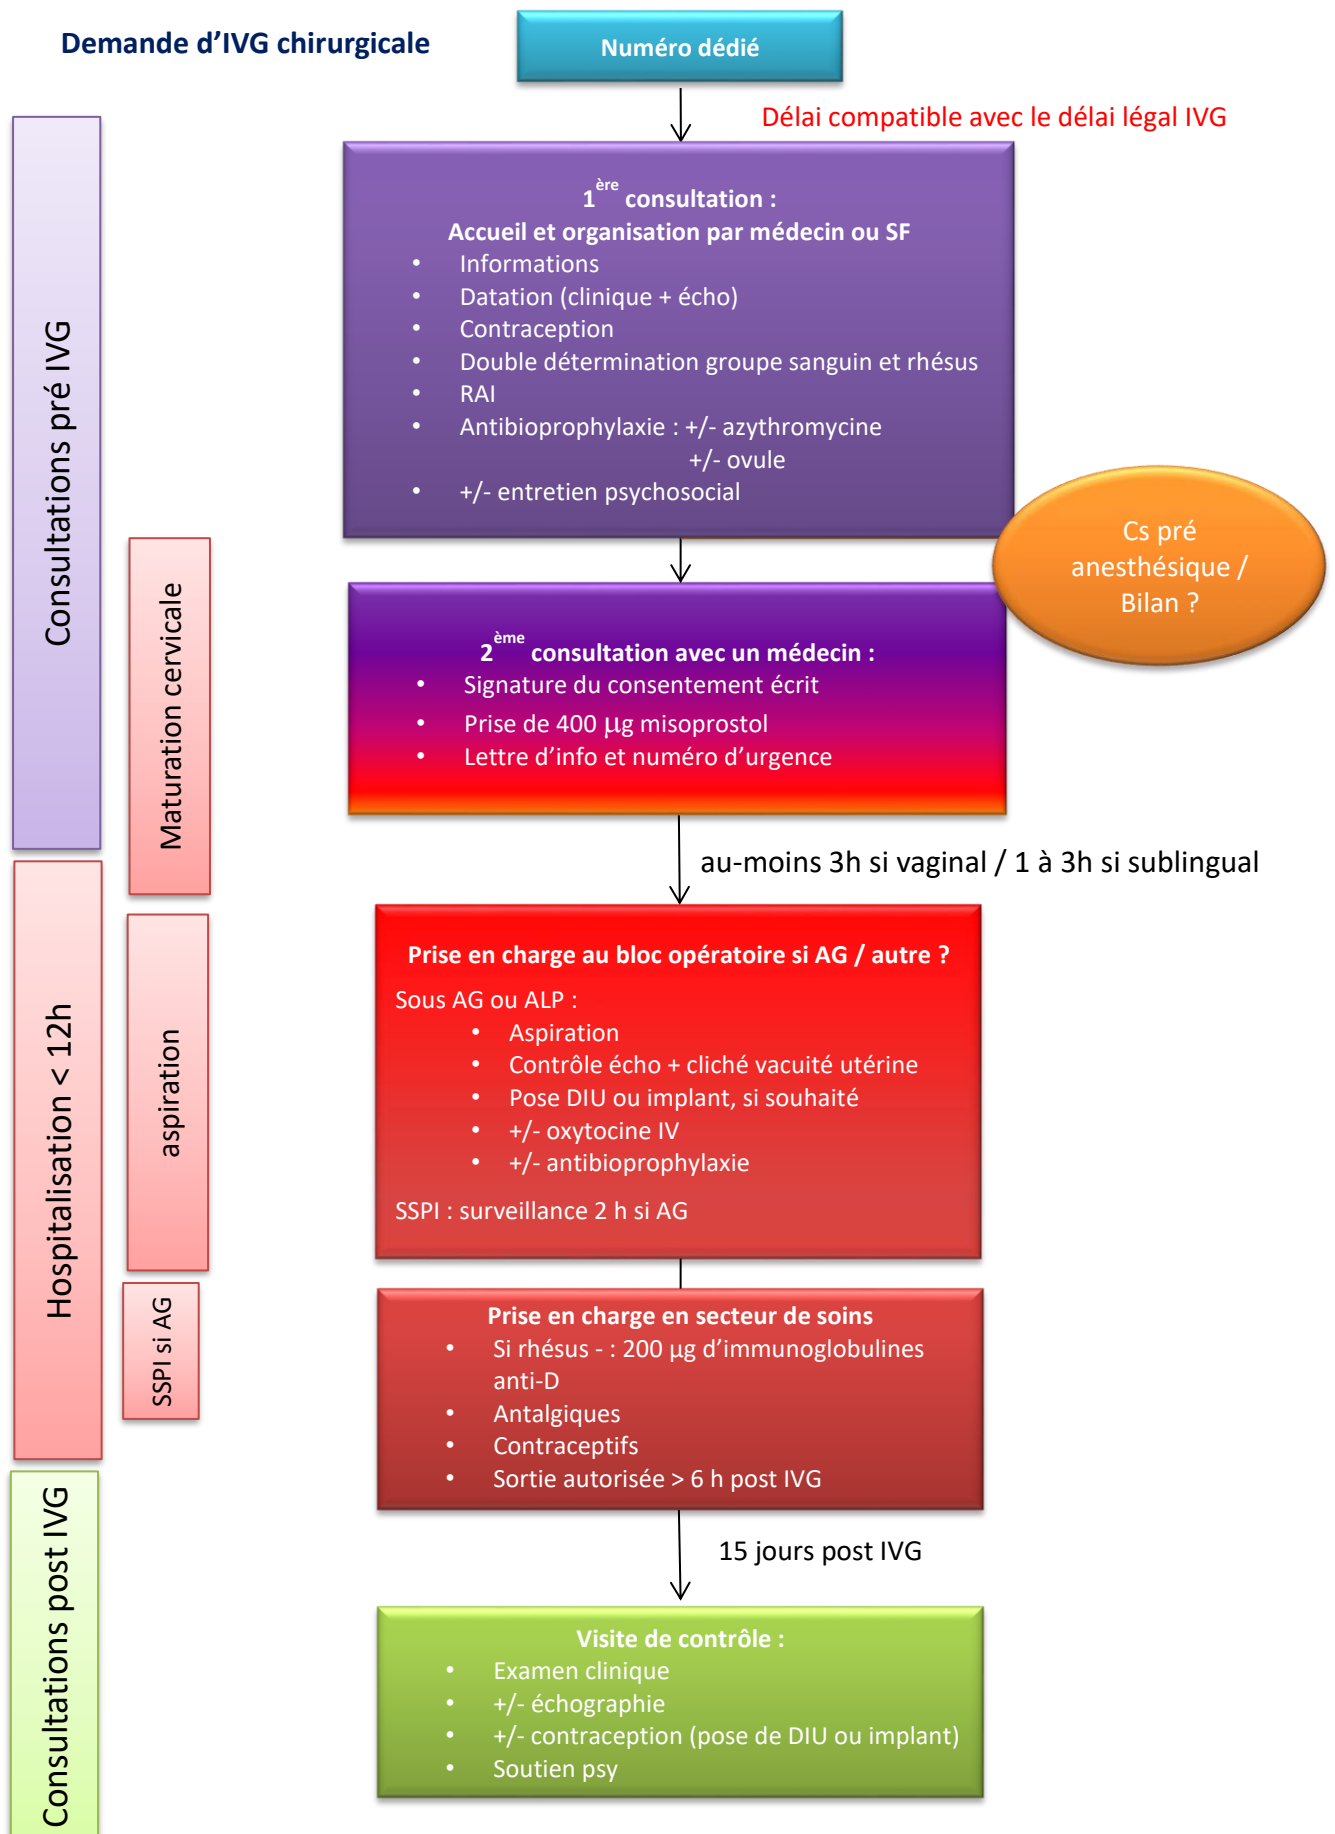 Demande d’IVG chirurgicale
Numéro dédié
Délai compatible avec le délai légal IVG
1ère consultation :
Accueil et organisation par médecin ou SF
• Informations
• Datation (clinique + écho)
• Contraception
• Double détermination groupe sanguin et rhésus
• RAI
• Antibioprophylaxie : +/- azythromycine
+/- ovule
• +/- entretien psychosocial
Consultations pré IVG
Cs pré
anesthésique /
Bilan ?
Maturation cervicale
2ème consultation avec un médecin :
• Signature du consentement écrit
• Prise de 400 µg misoprostol
• Lettre d’info et numéro d’urgence
au-moins 3h si vaginal / 1 à 3h si sublingual
Hospitalisation < 12h
aspiration
Prise en charge au bloc opératoire si AG / autre ?
Sous AG ou ALP :
• Aspiration
• Contrôle écho + cliché vacuité utérine
• Pose DIU ou implant, si souhaité
• +/- oxytocine IV
• +/- antibioprophylaxie
SSPI : surveillance 2 h si AG
SSPI si AG
Prise en charge en secteur de soins
• Si rhésus - : 200 µg d’immunoglobulines
anti-D
• Antalgiques
• Contraceptifs
• Sortie autorisée > 6 h post IVG
15 jours post IVG
Consultations post IVG
Visite de contrôle :
• Examen clinique
• +/- échographie
• +/- contraception (pose de DIU ou implant)
• Soutien psy